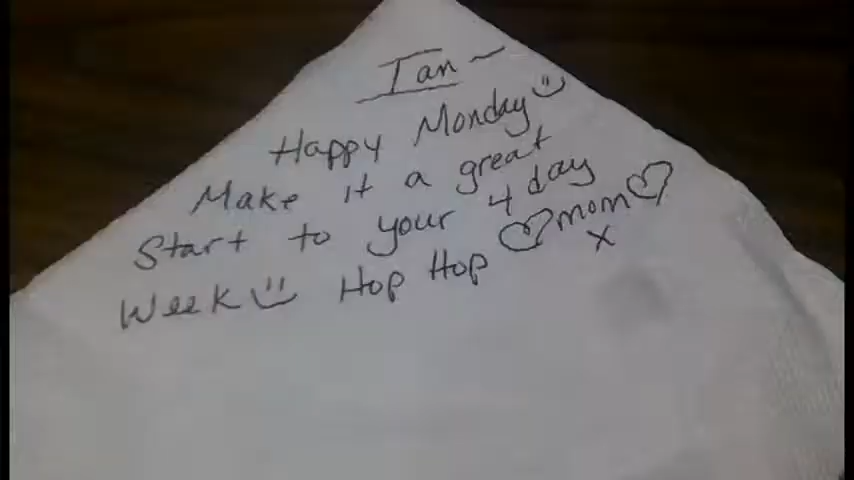 Ian ~
Happy Monday
Make it a great
Start to your 4 day
Week Hop Hop mom
x